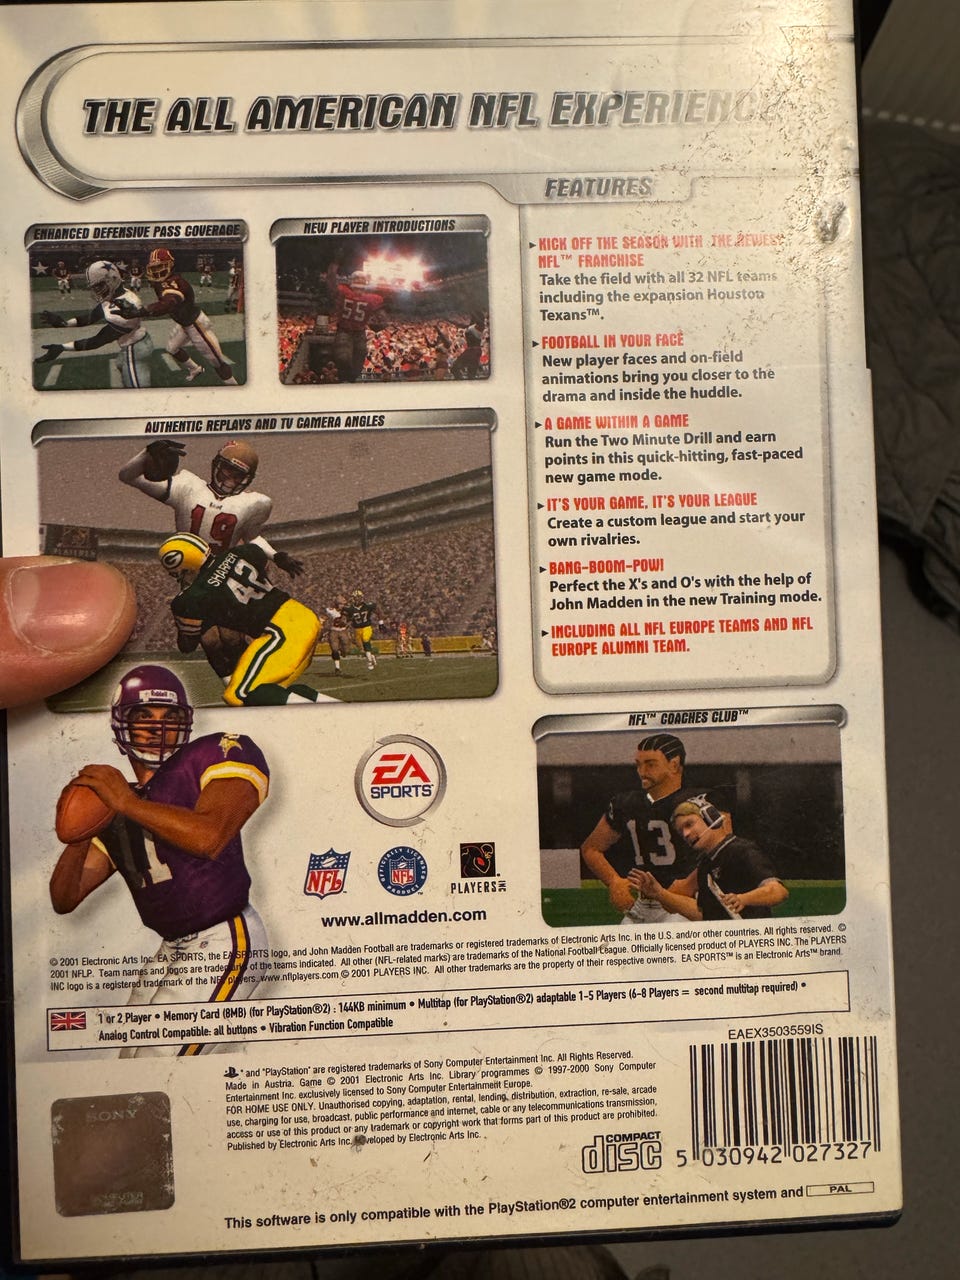 THE ALL AMERICAN NFL EXPERIENCE
FEATURES
ENHANCED DEFENSIVE PASS COVERAGE
NEW PLAYER INTRODUCTIONS
55
AUTHENTIC REPLAYS AND TV CAMERA ANGLES
19
SHARPER
42
KICK OFF THE SEASON WITH THE NEWEST
NFL™ FRANCHISE
Take the field with all 32 NFL teams
including the expansion Houston
Texans™.
FOOTBALL IN YOUR FACE
New player faces and on-field
animations bring you closer to the
drama and inside the huddle.
A GAME WITHIN A GAME
Run the Two Minute Drill and earn
points in this quick-hitting, fast-paced
new game mode.
IT'S YOUR GAME, IT'S YOUR LEAGUE
Create a custom league and start your
own rivalries.
BANG-BOOM-POW!
Perfect the X's and O's with the help of
John Madden in the new Training mode.
INCLUDING ALL NFL EUROPE TEAMS AND NFL
EUROPE ALUMNI TEAM.
NFL™ COACHES CLUB™
13
Riddell
11
EA
SPORTS™
NFL
OFFICIALLY LICENSED
NFL
PRODUCT
PLAYERS INC
www.allmadden.com
© 2001 Electronic Arts Inc. EA SPORTS, the EA SPORTS logo, and John Madden Football are trademarks or registered trademarks of Electronic Arts Inc. in the U.S. and/or other countries. All rights reserved. ©
2001 NFLP. Team names and logos are trademarks of the teams indicated. All other (NFL-related marks) are trademarks of the National Football League. Officially licensed product of PLAYERS INC. The PLAYERS
INC logo is a registered trademark of the NFL players. www.nflplayers.com © 2001 PLAYERS INC. All other trademarks are the property of their respective owners. EA SPORTS™ is an Electronic Arts™ brand.
1 or 2 Player • Memory Card (8MB) (for PlayStation®2) : 144KB minimum • Multitap (for PlayStation®2) adaptable 1-5 Players (6-8 Players = second multitap required) •
Analog Control Compatible: all buttons • Vibration Function Compatible
EAEX3503559IS
" and "PlayStation" are registered trademarks of Sony Computer Entertainment Inc. All Rights Reserved.
Made in Austria. Game © 2001 Electronic Arts Inc. Library programmes © 1997-2000 Sony Computer
Entertainment Inc. exclusively licensed to Sony Computer Entertainment Europe.
FOR HOME USE ONLY. Unauthorised copying, adaptation, rental, lending, distribution, extraction, re-sale, arcade
use, charging for use, broadcast, public performance and internet, cable or any telecommunications transmission,
access or use of this product or any trademark or copyright work that forms part of this product are prohibited.
Published by Electronic Arts Inc. Developed by Electronic Arts Inc.
SONY
COMPUTER
COMPACT
disc
5 030942 027327
This software is only compatible with the PlayStation®2 computer entertainment system and PAL